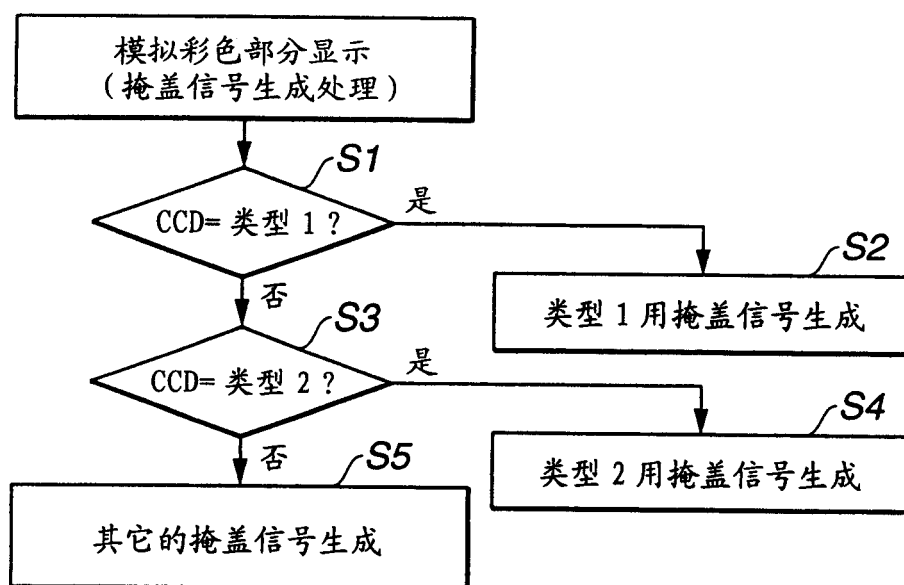 模拟彩色部分显示
(掩盖信号生成处理)
S1
CCD=类型1?
是
S2
类型1用掩盖信号生成
否
S3
CCD=类型2?
是
S4
类型2用掩盖信号生成
否
S5
其它的掩盖信号生成